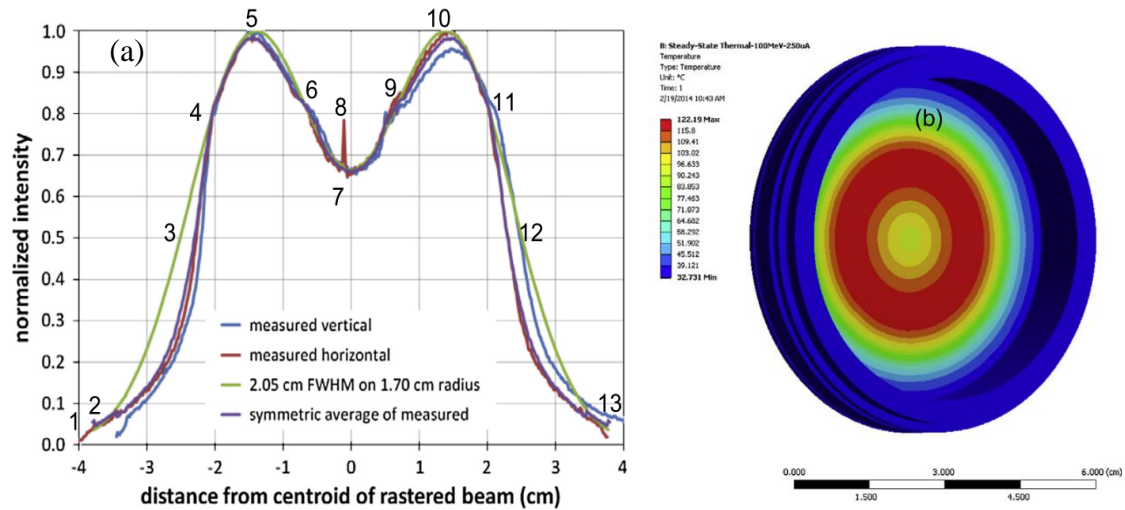 (a)
normalized intensity
1.0
0.9
0.8
0.7
0.6
0.5
0.4
0.3
0.2
0.1
0.0
1
2
3
4
5
6
7
8
9
10
11
12
13
measured vertical
measured horizontal
2.05 cm FWHM on 1.70 cm radius
symmetric average of measured
-4 -3 -2 -1 0 1 2 3 4
distance from centroid of rastered beam (cm)
B: Steady-State Thermal-100MeV-250uA
Temperature
Type: Temperature
Unit: °C
Time: 1
2/19/2014 10:43 AM
122.19 Max
115.8
109.41
103.02
96.633
90.243
83.853
77.463
71.073
64.682
58.292
51.902
45.512
39.121
32.731 Min
(b)
0.000 3.000 6.000 (cm)
1.500 4.500